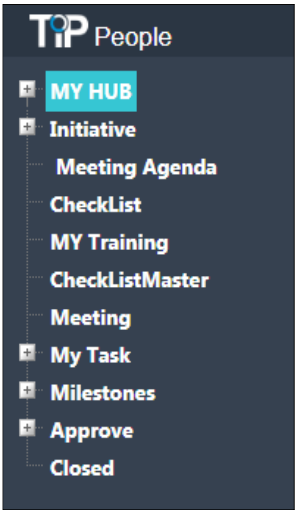 TiP People
MY HUB
Initiative
Meeting Agenda
CheckList
MY Training
CheckListMaster
Meeting
My Task
Milestones
Approve
Closed